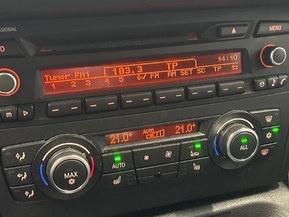 CD
MENU
103.3 TP
14:10
Tuner FM1
1 2 3 4 5 6√ FM AM SET SC TP
21.0° AUTO 21.0°
MAX
AUTO
ALL